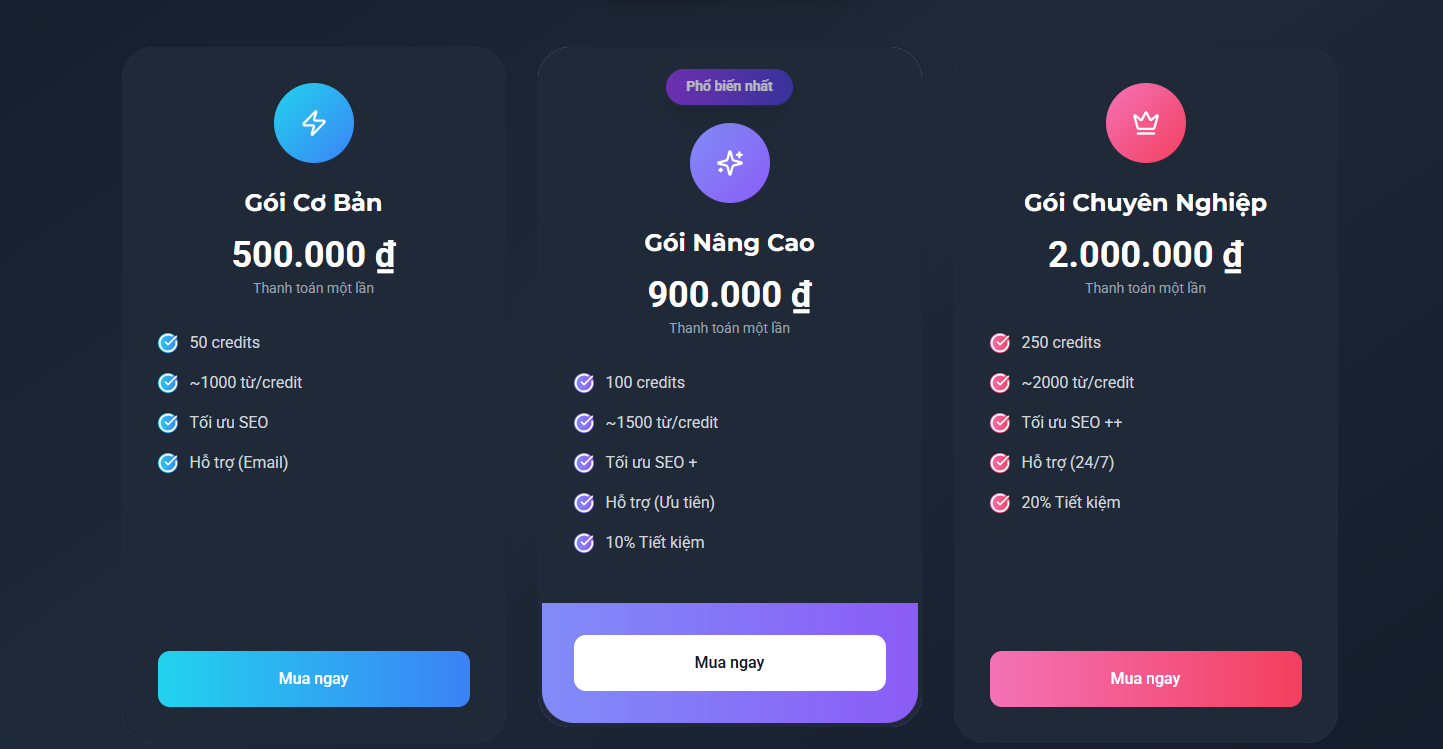 Gói Cơ Bản
500.000 ₫
Thanh toán một lần
50 credits
~1000 từ/credit
Tối ưu SEO
Hỗ trợ (Email)
Mua ngay
Phổ biến nhất
Gói Nâng Cao
900.000 ₫
Thanh toán một lần
100 credits
~1500 từ/credit
Tối ưu SEO +
Hỗ trợ (Ưu tiên)
10% Tiết kiệm
Mua ngay
Gói Chuyên Nghiệp
2.000.000 ₫
Thanh toán một lần
250 credits
~2000 từ/credit
Tối ưu SEO ++
Hỗ trợ (24/7)
20% Tiết kiệm
Mua ngay